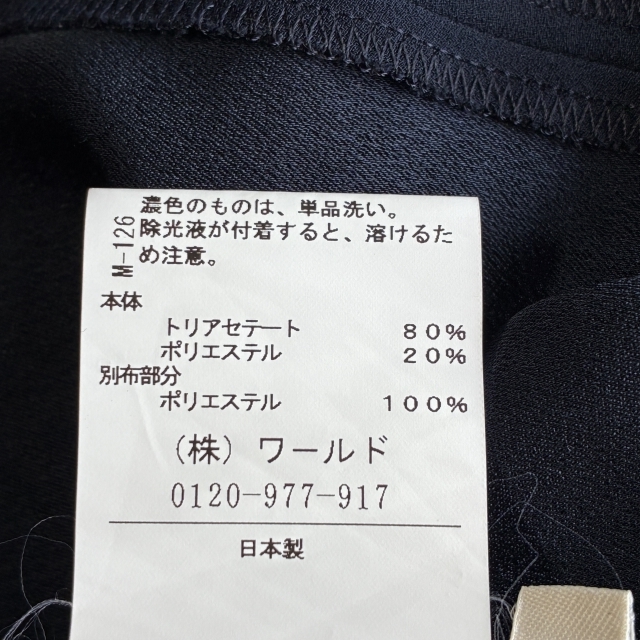 M-126
濃色のものは、単品洗い。
除光液が付着すると、溶けるた
め注意。
本体
トリアセテート 80%
ポリエステル 20%
別布部分
ポリエステル 100%
(株) ワールド
0120-977-917
日本製